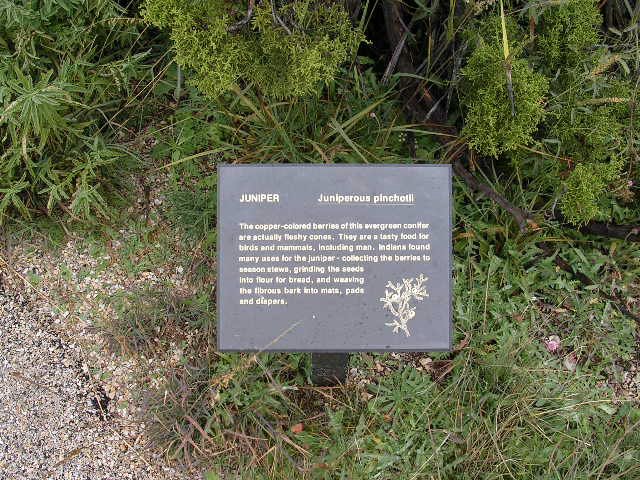 JUNIPER Juniperous pinchotii
The copper-colored berries of this evergreen conifer
are actually fleshy cones. They are a tasty food for
birds and mammals, including man. Indians found
many uses for the juniper - collecting the berries to
season stews, grinding the seeds
into flour for bread, and weaving
the fibrous bark into mats, pads
and diapers.